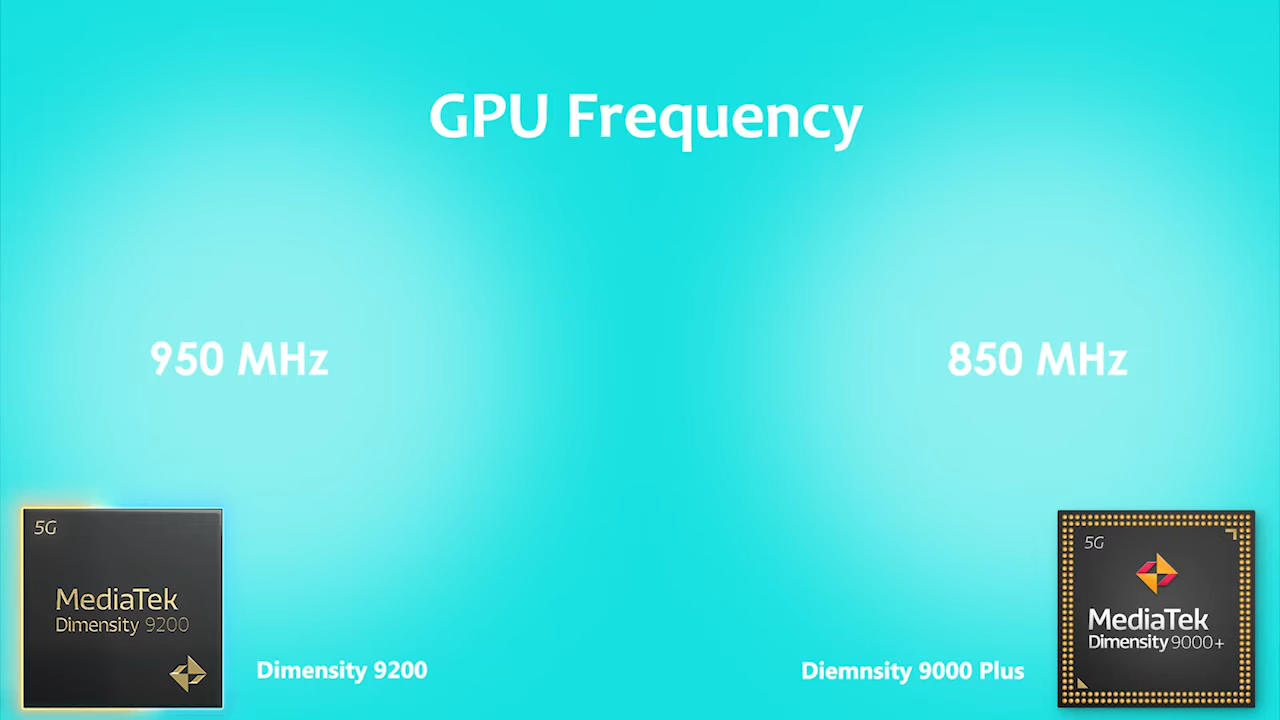 GPU Frequency
950 MHz
850 MHz
5G
MediaTek
Dimensity 9200
Dimensity 9200
Diemnsity 9000 Plus
5G
MediaTek
Dimensity 9000+